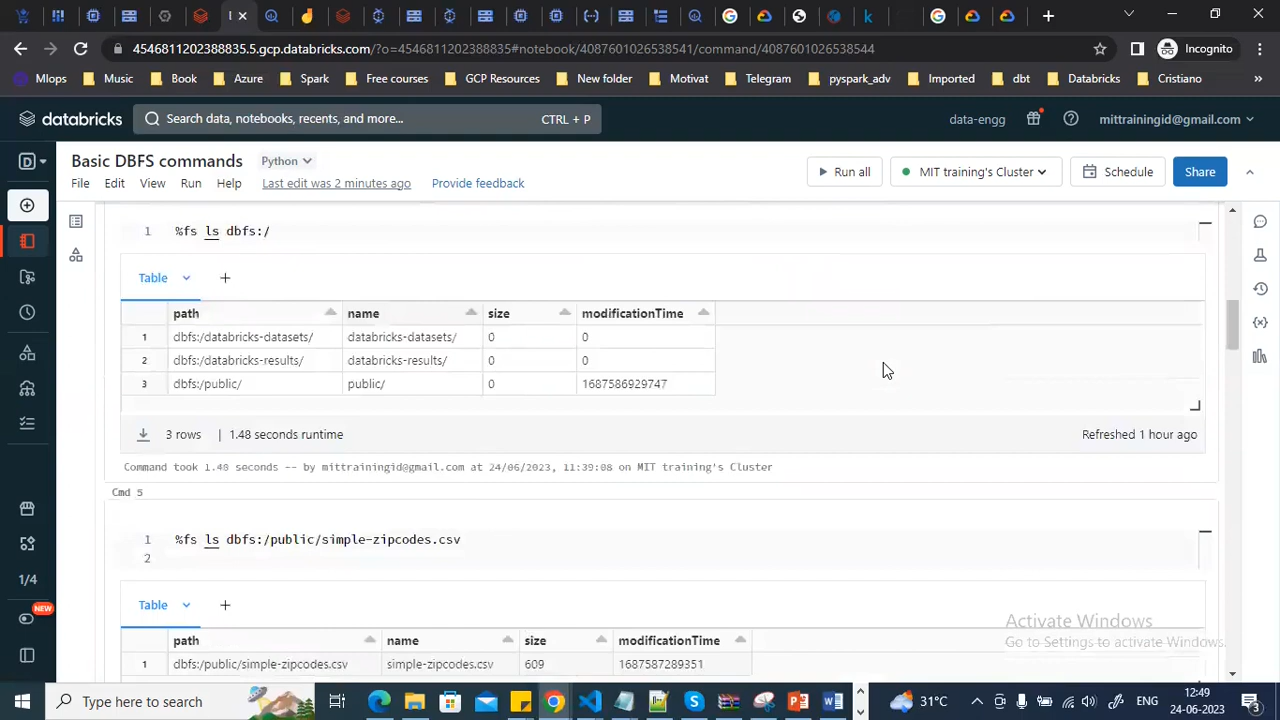 4546811202388835.5.gcp.databricks.com/?o=4546811202388835#notebook/4087601026538541/command/4087601026538544
Incognito
Mlops Music Book Azure Spark Free courses GCP Resources New folder Motivat Telegram pyspark_adv Imported dbt Databricks Cristiano
databricks
Search data, notebooks, recents, and more... CTRL + P
data-engg
mittrainingid@gmail.com
D
Basic DBFS commands Python
Run all MIT training's Cluster Schedule Share
File Edit View Run Help Last edit was 2 minutes ago Provide feedback
1 %fs ls dbfs:/
Table +
path name size modificationTime
1 dbfs:/databricks-datasets/ databricks-datasets/ 0 0
2 dbfs:/databricks-results/ databricks-results/ 0 0
3 dbfs:/public/ public/ 0 1687586929747
3 rows | 1.48 seconds runtime Refreshed 1 hour ago
Command took 1.48 seconds -- by mittrainingid@gmail.com at 24/06/2023, 11:39:08 on MIT training's Cluster
Cmd 5
1 %fs ls dbfs:/public/simple-zipcodes.csv
2
1/4
NEW
Table +
path name size modificationTime
1 dbfs:/public/simple-zipcodes.csv simple-zipcodes.csv 609 1687587289351
Activate Windows
Go to Settings to activate Windows.
Type here to search
31°C
ENG
12:49
24-06-2023
3